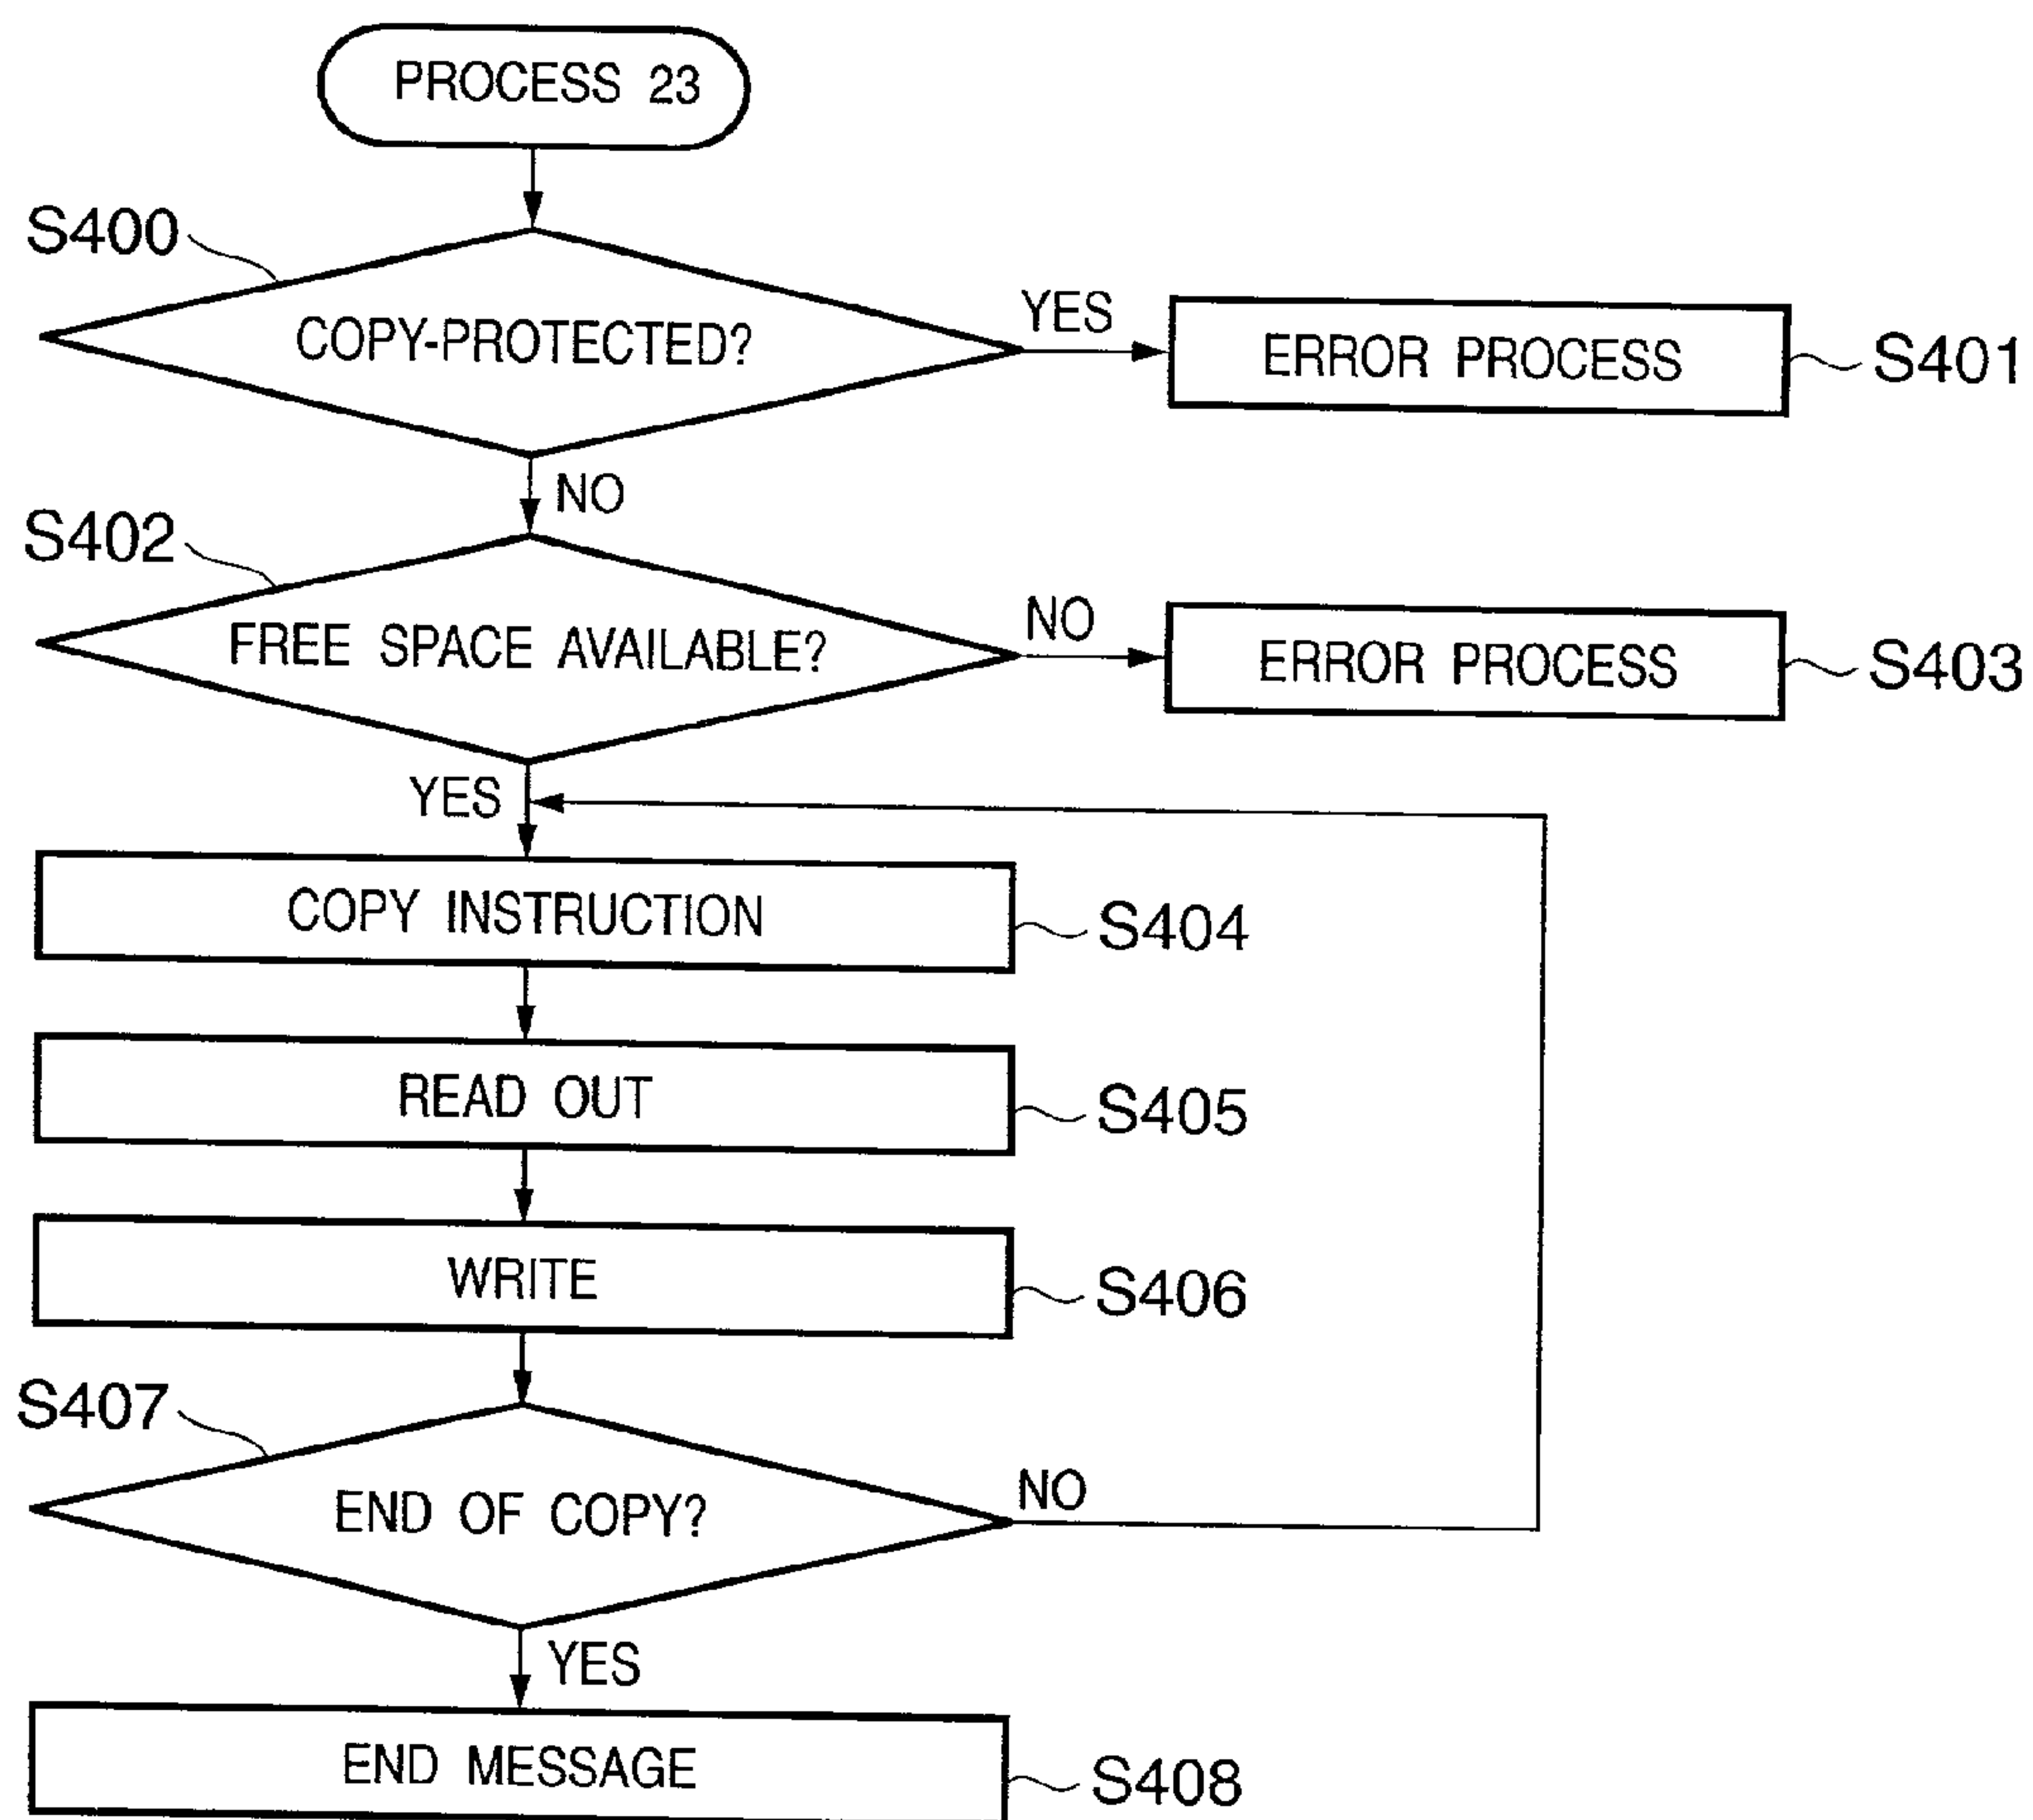 PROCESS 23
S400
COPY-PROTECTED?
YES
ERROR PROCESS
S401
NO
S402
FREE SPACE AVAILABLE?
NO
ERROR PROCESS
S403
YES
COPY INSTRUCTION
S404
READ OUT
S405
WRITE
S406
S407
END OF COPY?
NO
YES
END MESSAGE
S408